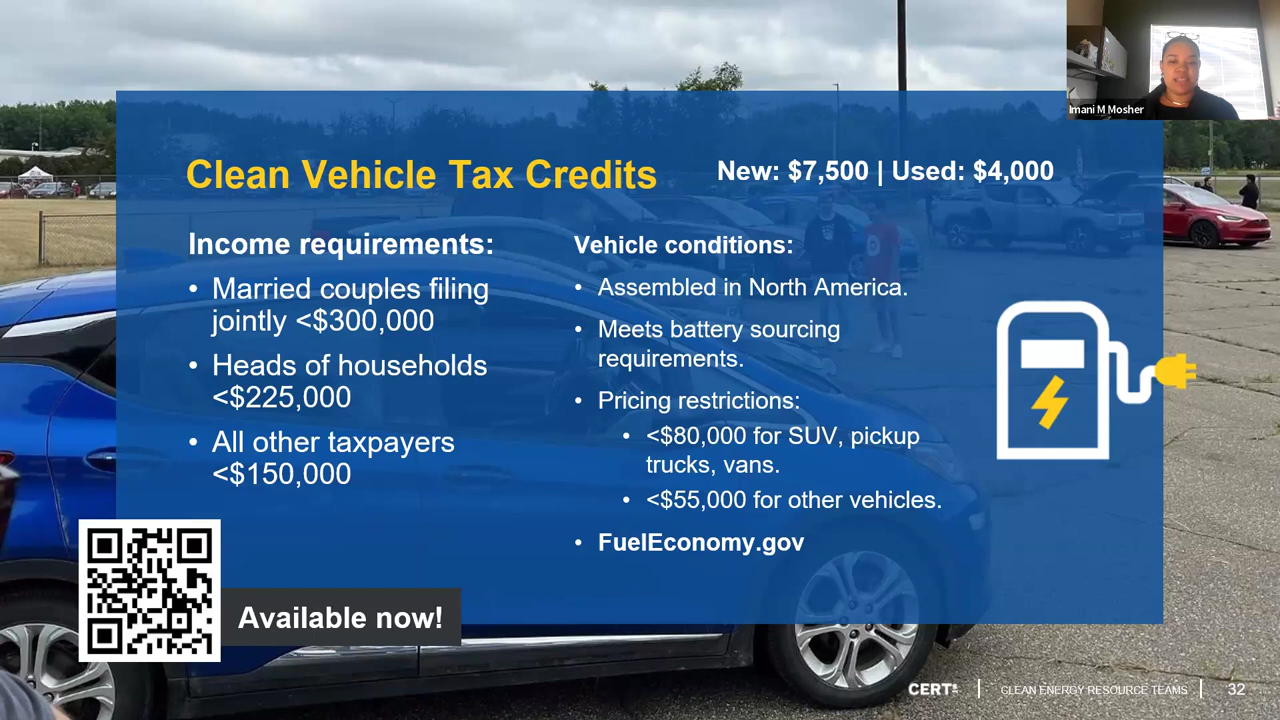 Imani M Mosher
Clean Vehicle Tax Credits
New: $7,500 | Used: $4,000
Income requirements:
• Married couples filing
jointly <$300,000
• Heads of households
<$225,000
• All other taxpayers
<$150,000
Vehicle conditions:
• Assembled in North America.
• Meets battery sourcing
requirements.
• Pricing restrictions:
• <$80,000 for SUV, pickup
trucks, vans.
• <$55,000 for other vehicles.
• FuelEconomy.gov
Available now!
CERTs | CLEAN ENERGY RESOURCE TEAMS | 32